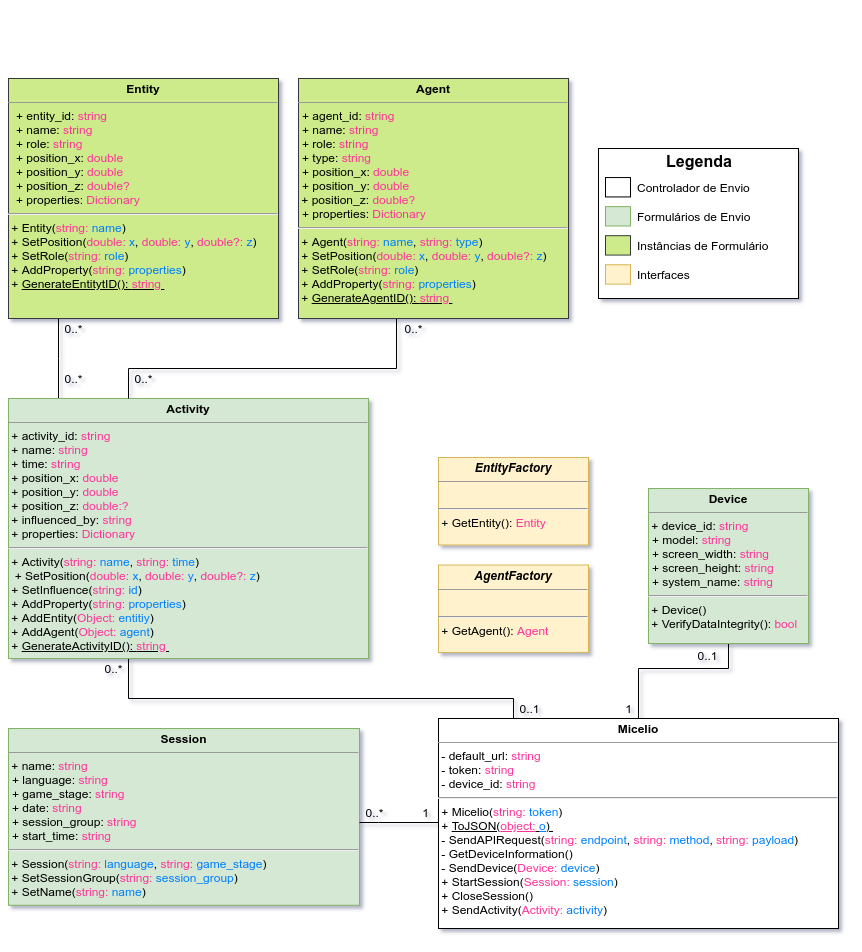 Entity
+ entity_id: string
+ name: string
+ role: string
+ position_x: double
+ position_y: double
+ position_z: double?
+ properties: Dictionary
+ Entity(string: name)
+ SetPosition(double: x, double: y, double?: z)
+ SetRole(string: role)
+ AddProperty(string: properties)
+ GenerateEntitytID(): string
Agent
+ agent_id: string
+ name: string
+ role: string
+ type: string
+ position_x: double
+ position_y: double
+ position_z: double?
+ properties: Dictionary
+ Agent(string: name, string: type)
+ SetPosition(double: x, double: y, double?: z)
+ SetRole(string: role)
+ AddProperty(string: properties)
+ GenerateAgentID(): string
Legenda
Controlador de Envio
Formulários de Envio
Instâncias de Formulário
Interfaces
0..*
0..*
0..*
0..*
Activity
+ activity_id: string
+ name: string
+ time: string
+ position_x: double
+ position_y: double
+ position_z: double:?
+ influenced_by: string
+ properties: Dictionary
+ Activity(string: name, string: time)
+ SetPosition(double: x, double: y, double?: z)
+ SetInfluence(string: id)
+ AddProperty(string: properties)
+ AddEntity(Object: entitiy)
+ AddAgent(Object: agent)
+ GenerateActivityID(): string
EntityFactory
+ GetEntity(): Entity
AgentFactory
+ GetAgent(): Agent
Device
+ device_id: string
+ model: string
+ screen_width: string
+ screen_height: string
+ system_name: string
+ Device()
+ VerifyDataIntegrity(): bool
0..*
0..1
0..1
1
Session
+ name: string
+ language: string
+ game_stage: string
+ date: string
+ session_group: string
+ start_time: string
+ Session(string: language, string: game_stage)
+ SetSessionGroup(string: session_group)
+ SetName(string: name)
0..*
1
Micelio
- default_url: string
- token: string
- device_id: string
+ Micelio(string: token)
+ ToJSON(object: o)
- SendAPIRequest(string: endpoint, string: method, string: payload)
- GetDeviceInformation()
- SendDevice(Device: device)
+ StartSession(Session: session)
+ CloseSession()
+ SendActivity(Activity: activity)